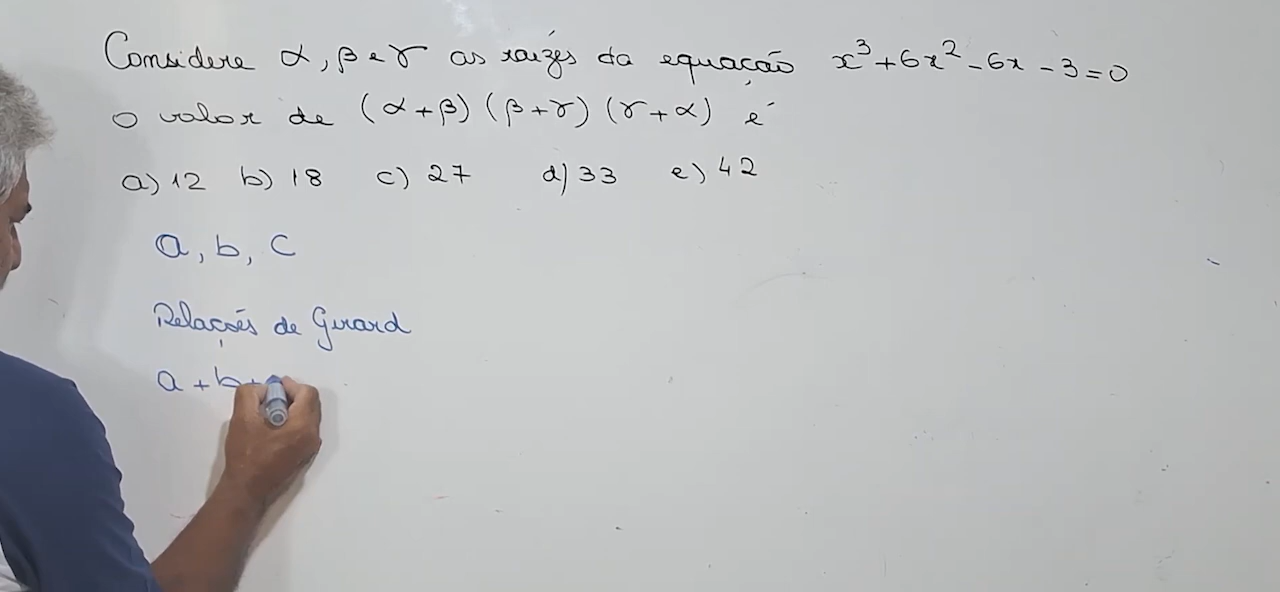 Considere α, β e γ as raízes da equação x³+6x²-6x-3=0
o valor de (α+β)(β+γ)(γ+α) é
a) 12 b) 18 c) 27 d) 33 e) 42
a, b, c
Relações de Girard
a+b+